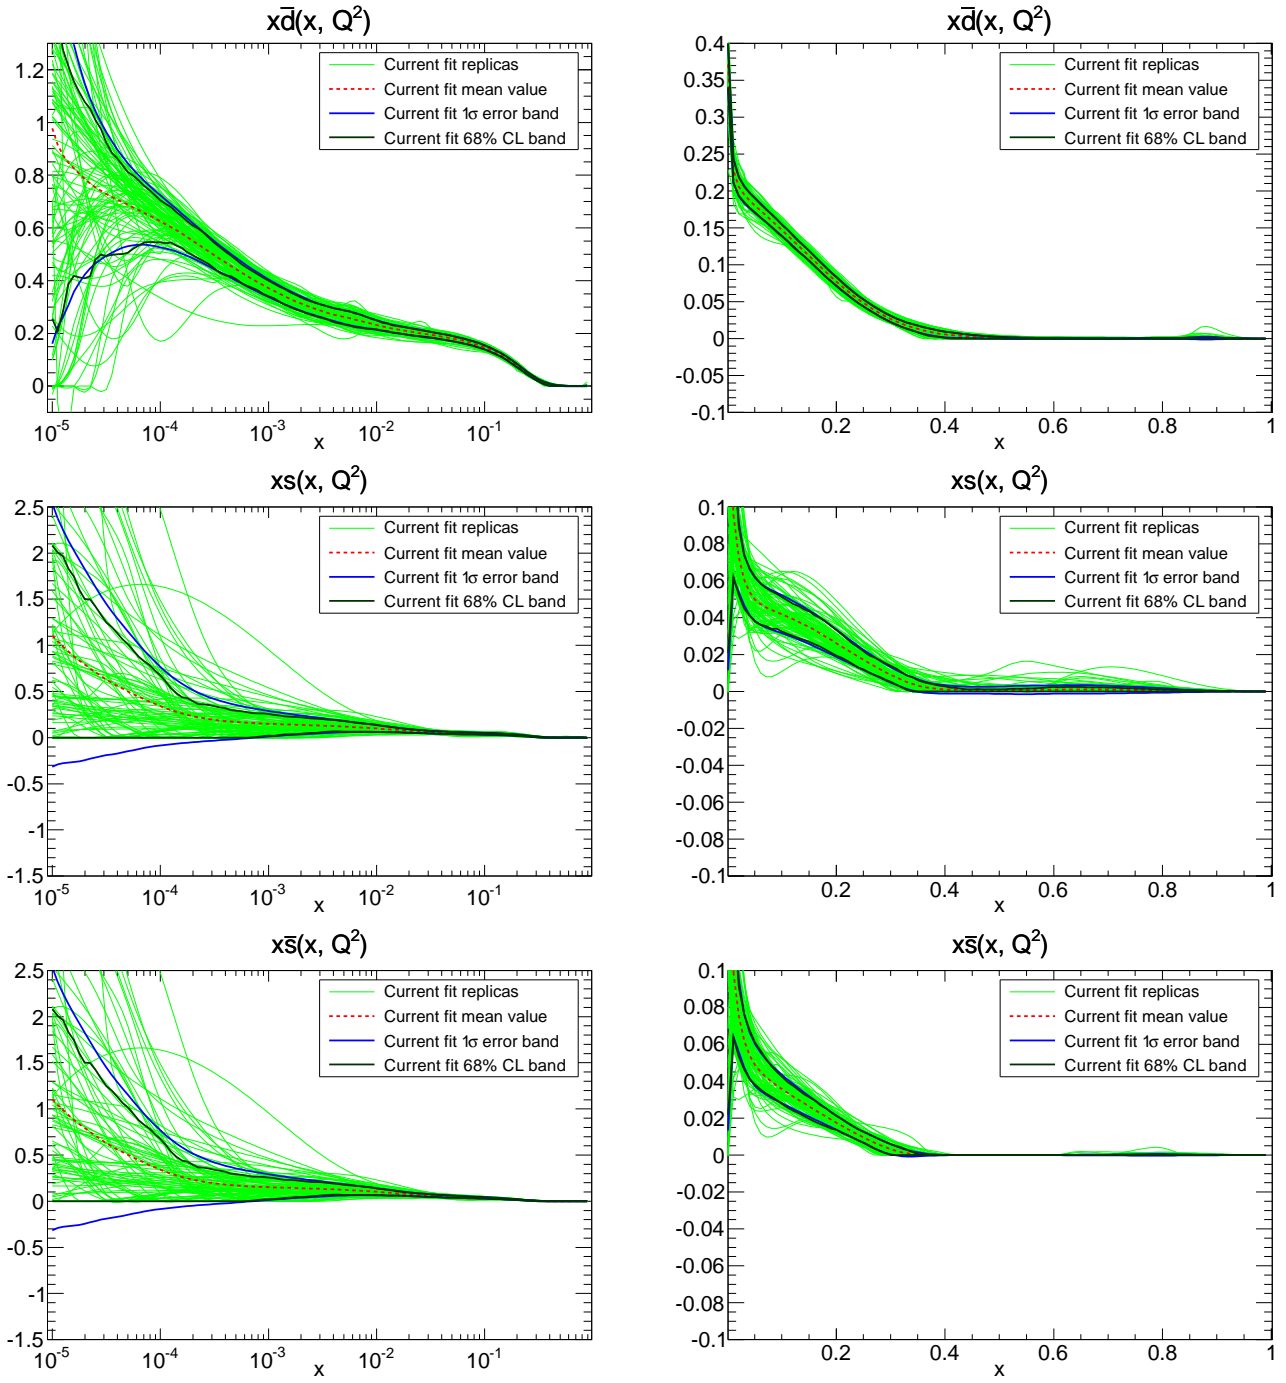 xd̅(x, Q²)
1.2
1
0.8
0.6
0.4
0.2
0
Current fit replicas
Current fit mean value
Current fit 1σ error band
Current fit 68% CL band
10⁻⁵ 10⁻⁴ 10⁻³ 10⁻² 10⁻¹
x
xd̅(x, Q²)
0.4
0.35
0.3
0.25
0.2
0.15
0.1
0.05
0
-0.05
-0.1
Current fit replicas
Current fit mean value
Current fit 1σ error band
Current fit 68% CL band
0.2 0.4 0.6 0.8 1
x
xs(x, Q²)
2.5
2
1.5
1
0.5
0
-0.5
-1
-1.5
Current fit replicas
Current fit mean value
Current fit 1σ error band
Current fit 68% CL band
10⁻⁵ 10⁻⁴ 10⁻³ 10⁻² 10⁻¹
x
xs(x, Q²)
0.1
0.08
0.06
0.04
0.02
0
-0.02
-0.04
-0.06
-0.08
-0.1
Current fit replicas
Current fit mean value
Current fit 1σ error band
Current fit 68% CL band
0.2 0.4 0.6 0.8 1
x
xs̅(x, Q²)
2.5
2
1.5
1
0.5
0
-0.5
-1
-1.5
Current fit replicas
Current fit mean value
Current fit 1σ error band
Current fit 68% CL band
10⁻⁵ 10⁻⁴ 10⁻³ 10⁻² 10⁻¹
x
xs̅(x, Q²)
0.1
0.08
0.06
0.04
0.02
0
-0.02
-0.04
-0.06
-0.08
-0.1
Current fit replicas
Current fit mean value
Current fit 1σ error band
Current fit 68% CL band
0.2 0.4 0.6 0.8 1
x